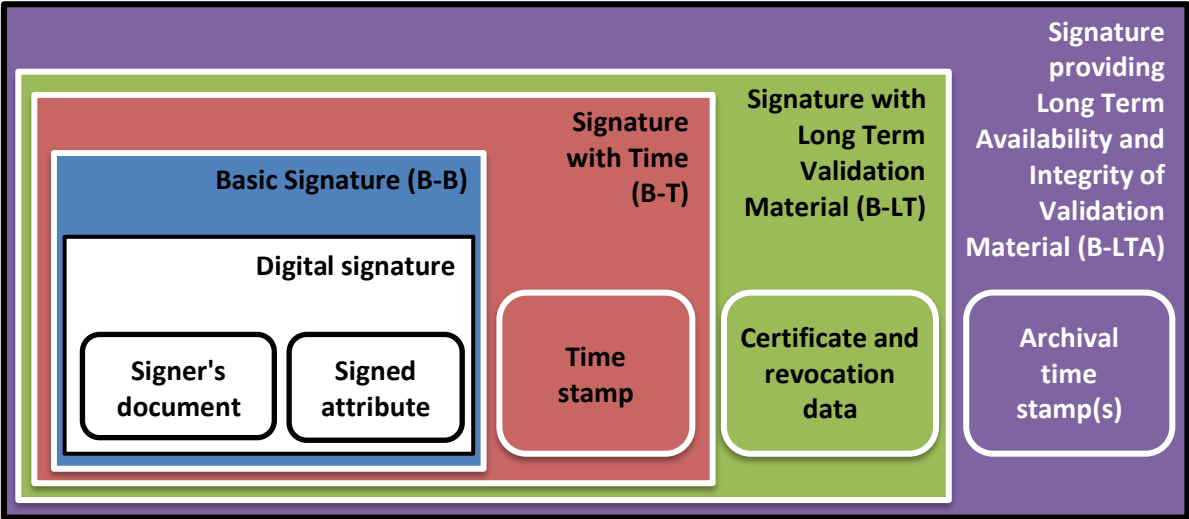 Signature
providing
Long Term
Availability and
Integrity of
Validation
Material (B-LTA)
Signature with
Long Term
Validation
Material (B-LT)
Signature
with Time
(B-T)
Basic Signature (B-B)
Digital signature
Signer's
document
Signed
attribute
Time
stamp
Certificate and
revocation
data
Archival
time
stamp(s)